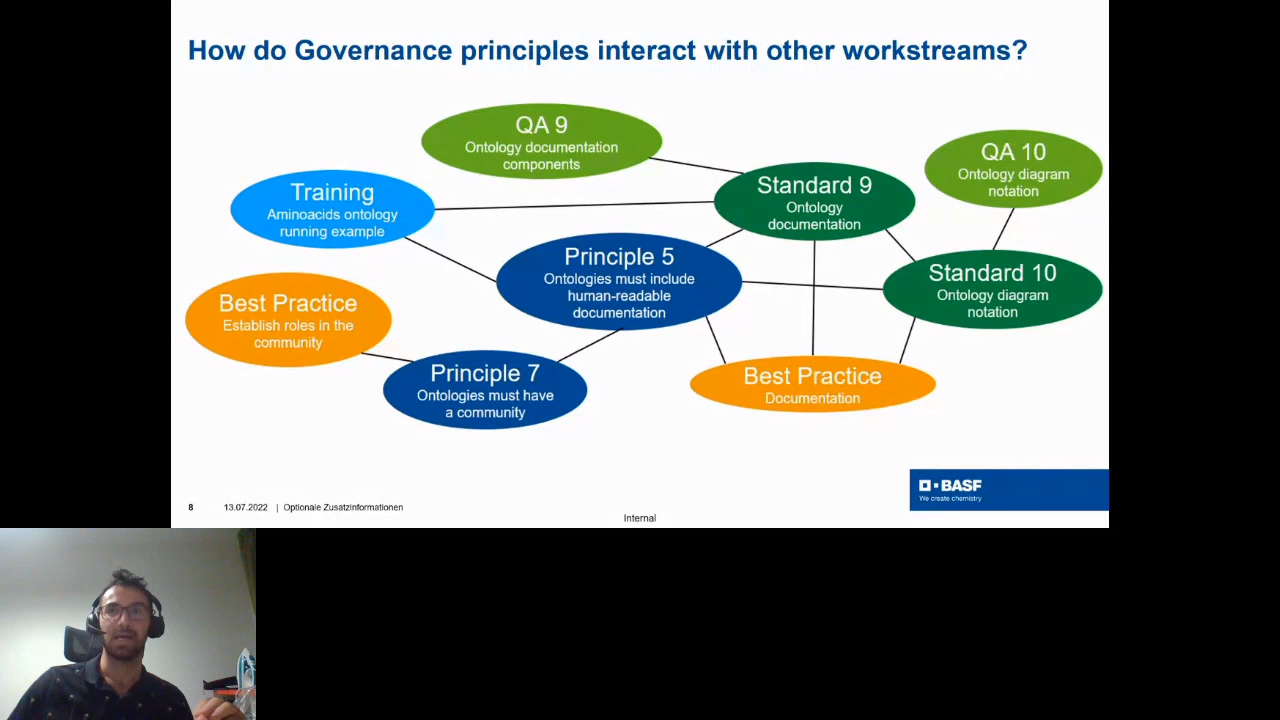 How do Governance principles interact with other workstreams?
QA 9
Ontology documentation
components
QA 10
Ontology diagram
notation
Training
Aminoacids ontology
running example
Standard 9
Ontology
documentation
Principle 5
Ontologies must include
human-readable
documentation
Standard 10
Ontology diagram
notation
Best Practice
Establish roles in the
community
Principle 7
Ontologies must have
a community
Best Practice
Documentation
BASF
We create chemistry
8 13.07.2022 | Optionale Zusatzinformationen
Internal